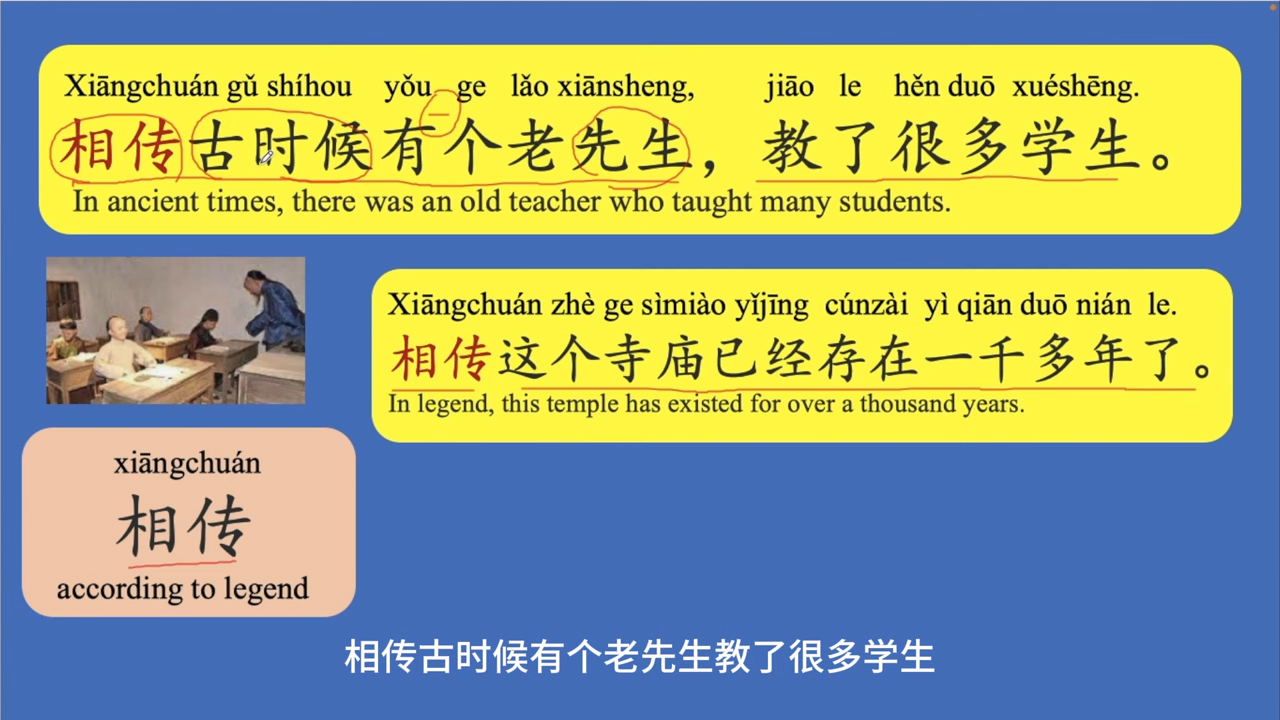 Xiāngchuán gǔ shíhou yǒu ge lǎo xiānsheng, jiāo le hěn duō xuéshēng.
相传古时候有个老先生，教了很多学生。
In ancient times, there was an old teacher who taught many students.
Xiāngchuán zhè ge sìmiào yǐjīng cúnzài yì qiān duō nián le.
相传这个寺庙已经存在一千多年了。
In legend, this temple has existed for over a thousand years.
xiāngchuán
相传
according to legend
相传古时候有个老先生教了很多学生